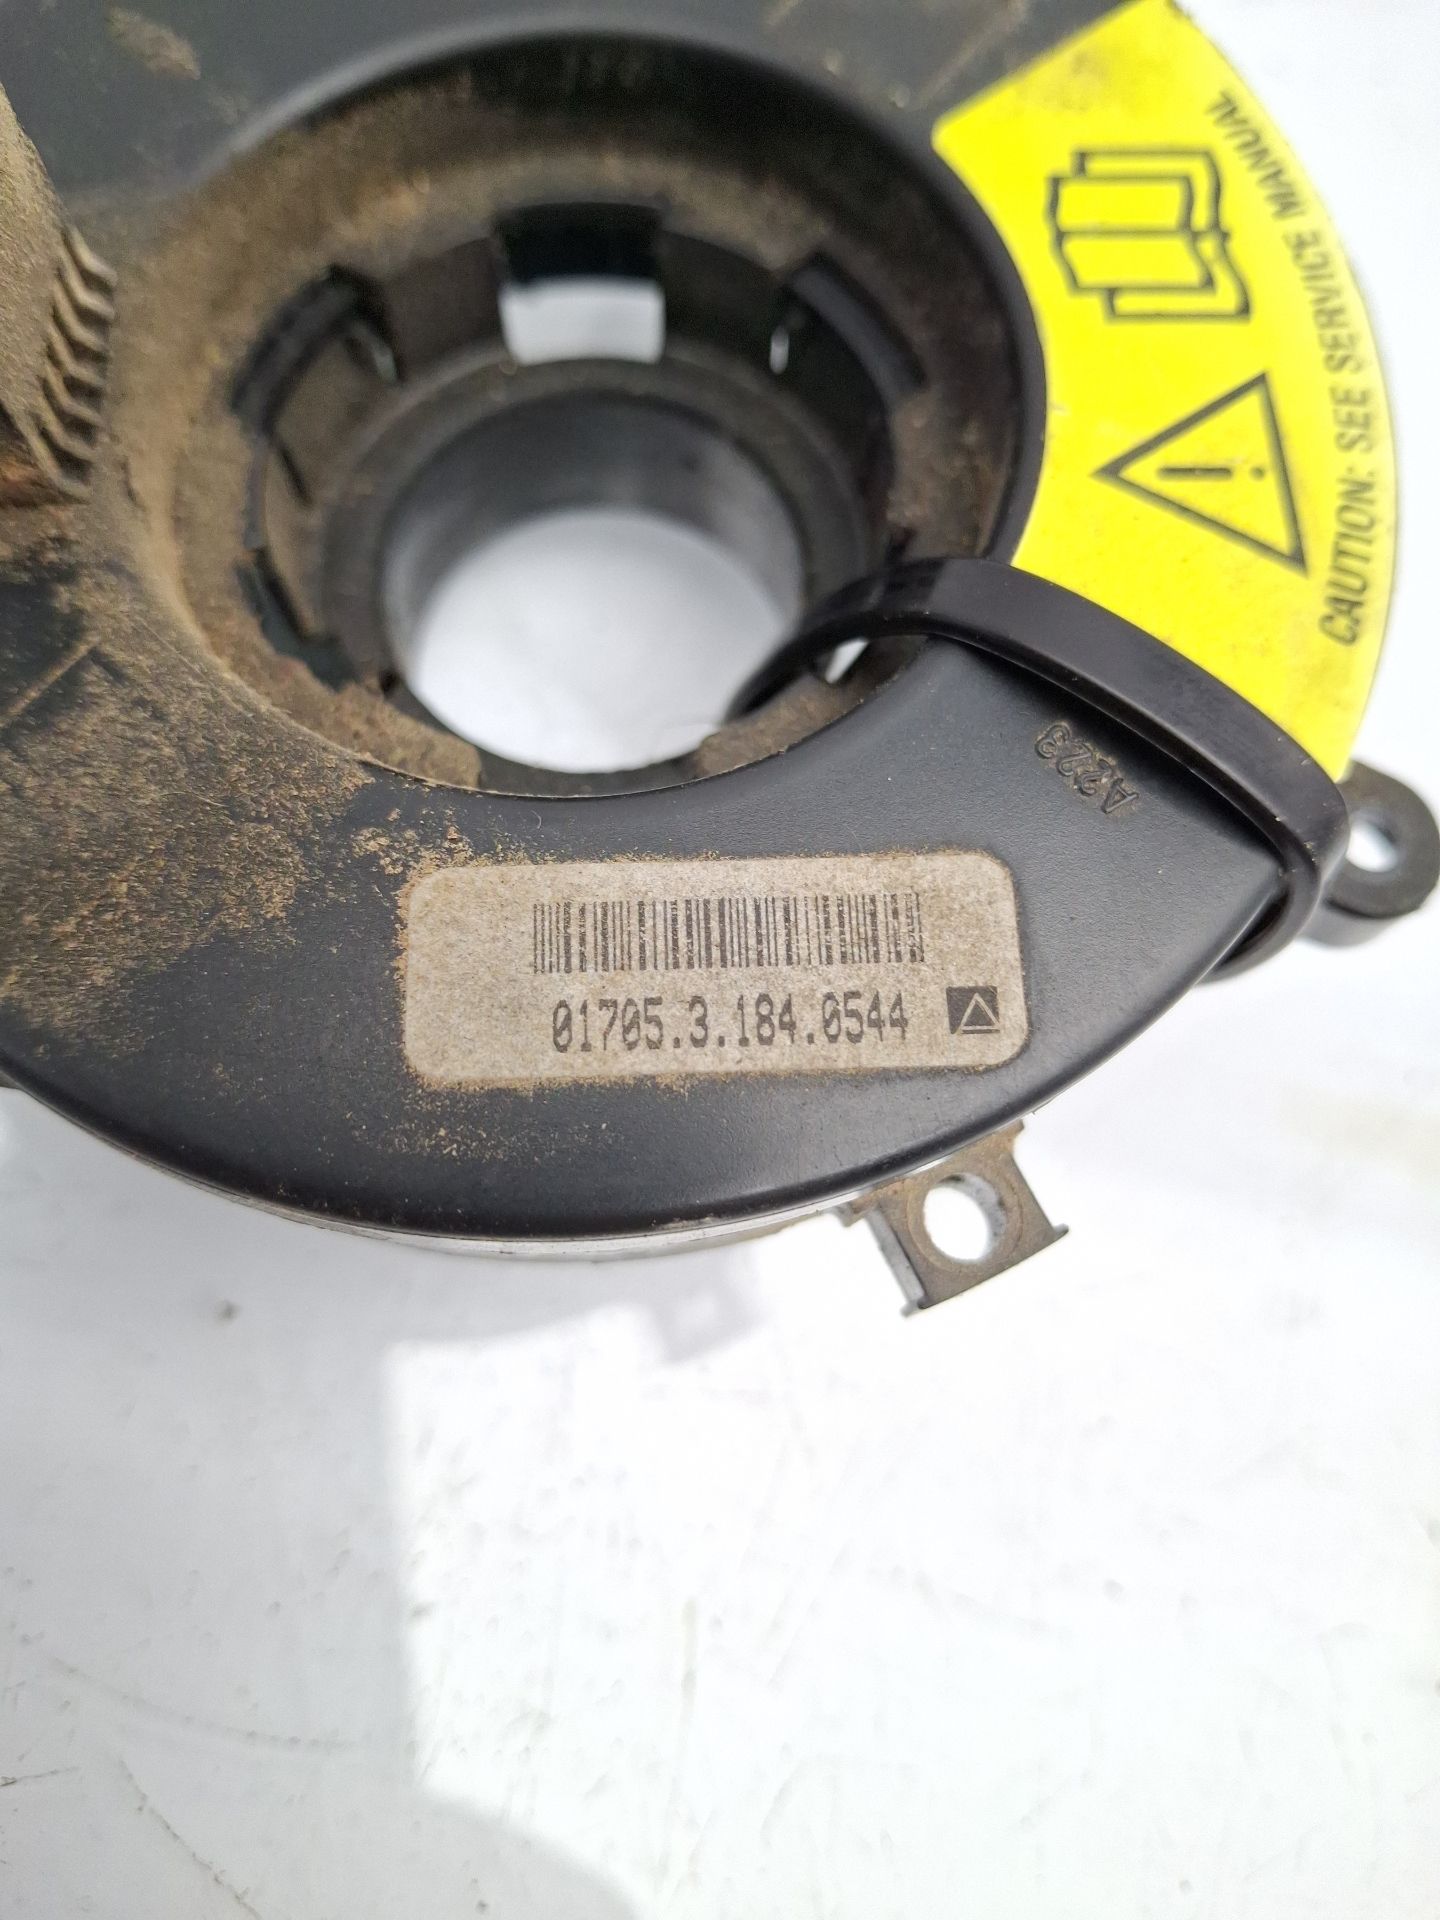 CAUTION: SEE SERVICE MANUAL
A223
01705.3.184.0544